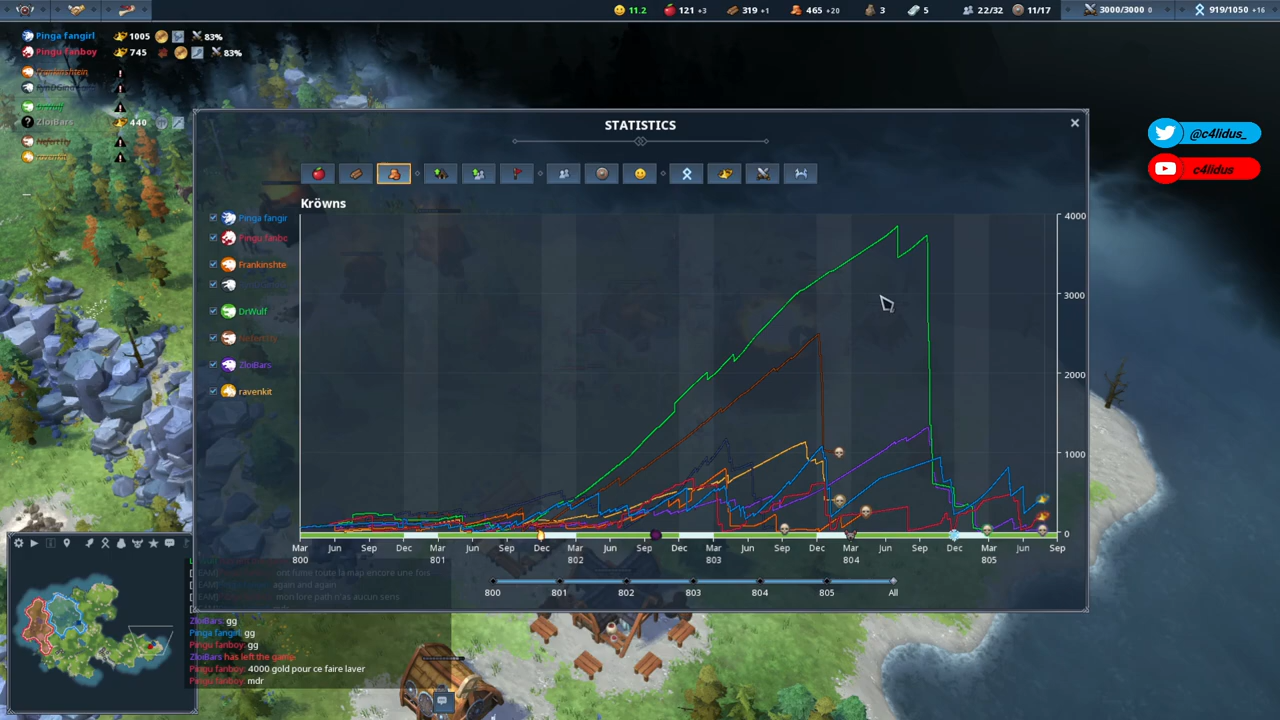 11.2 121 +3 319 +1 465 +20 3 5 22/32 11/17 3000/3000 0 919/1050 +16
Pinga fangirl 1005 83%
Pingu fanboy 745 83%
Frankinshtein
DrWulf
ZloiBars 440
Nefertity
ravenkit
STATISTICS
@c4lidus_
c4lidus
Kröwns
Pinga fangir
Pingu fanbo
Frankinshte
DrWulf
ZloiBars
ravenkit
4000
3000
2000
1000
0
Mar Jun Sep Dec Mar Jun Sep Dec Mar Jun Sep Dec Mar Jun Sep Dec Mar Jun Sep Dec Mar Jun Sep
800 801 802 803 804 805
800 801 802 803 804 805 All
ont fume toute la map encore une fois
again and again
mon lore path n'as aucun sens
ZloiBars: gg
Pinga fangirl: gg
Pingu fanboy: gg
ZloiBars has left the game
Pingu fanboy: 4000 gold pour ce faire laver
Pingu fanboy: mdr